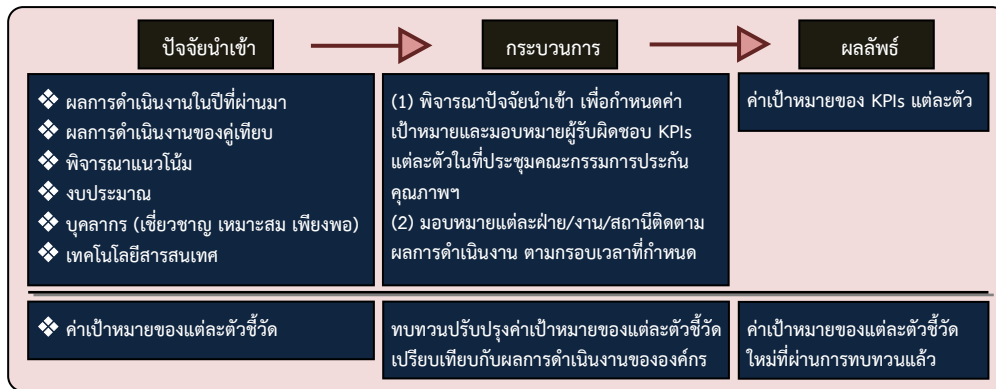 ปัจจัยนำเข้า
กระบวนการ
ผลลัพธ์
❖ ผลการดำเนินงานในปีที่ผ่านมา
❖ ผลการดำเนินงานของคู่เทียบ
❖ พิจารณาแนวโน้ม
❖ งบประมาณ
❖ บุคลากร (เชี่ยวชาญ เหมาะสม เพียงพอ)
❖ เทคโนโลยีสารสนเทศ
(1) พิจารณาปัจจัยนำเข้า เพื่อกำหนดค่า
เป้าหมายและมอบหมายผู้รับผิดชอบ KPIs
แต่ละตัวในที่ประชุมคณะกรรมการประกัน
คุณภาพฯ
(2) มอบหมายแต่ละฝ่าย/งาน/สถานีติดตาม
ผลการดำเนินงาน ตามกรอบเวลาที่กำหนด
ค่าเป้าหมายของ KPIs แต่ละตัว
❖ ค่าเป้าหมายของแต่ละตัวชี้วัด
ทบทวนปรับปรุงค่าเป้าหมายของแต่ละตัวชี้วัด
เปรียบเทียบกับผลการดำเนินงานขององค์กร
ค่าเป้าหมายของแต่ละตัวชี้วัด
ใหม่ที่ผ่านการทบทวนแล้ว